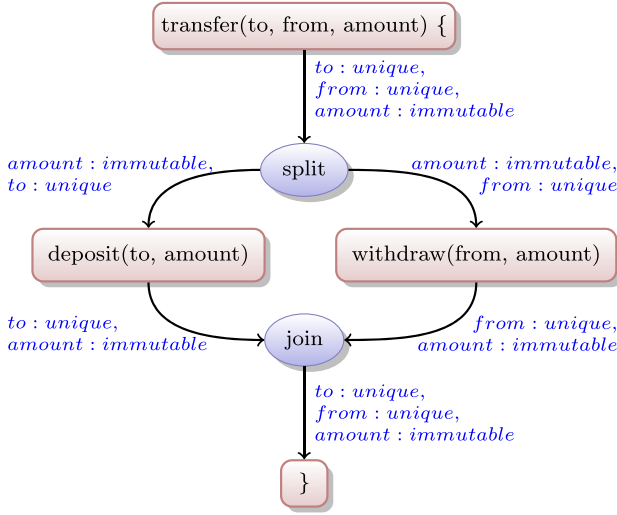 transfer(to, from, amount) {
to : unique,
from : unique,
amount : immutable
amount : immutable,
to : unique
split
amount : immutable,
from : unique
deposit(to, amount)
withdraw(from, amount)
to : unique,
amount : immutable
join
from : unique,
amount : immutable
to : unique,
from : unique,
amount : immutable
}